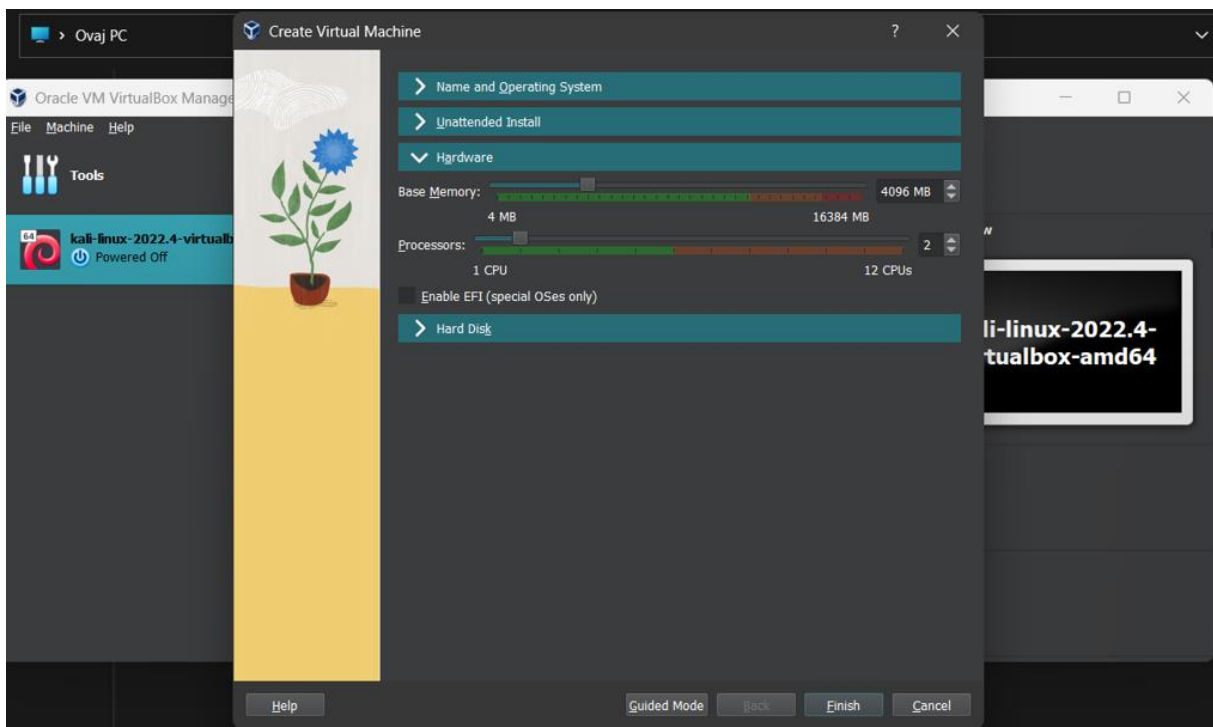 Ovaj PC
Create Virtual Machine
?
Oracle VM VirtualBox Manage
File Machine Help
Tools
64
kali-linux-2022.4-virtualb
Powered Off
Name and Operating System
Unattended Install
Hardware
Base Memory: 4096 MB
4 MB 16384 MB
Processors: 2
1 CPU 12 CPUs
Enable EFI (special OSes only)
Hard Disk
w
li-linux-2022.4-
tualbox-amd64
Help Guided Mode Back Finish Cancel